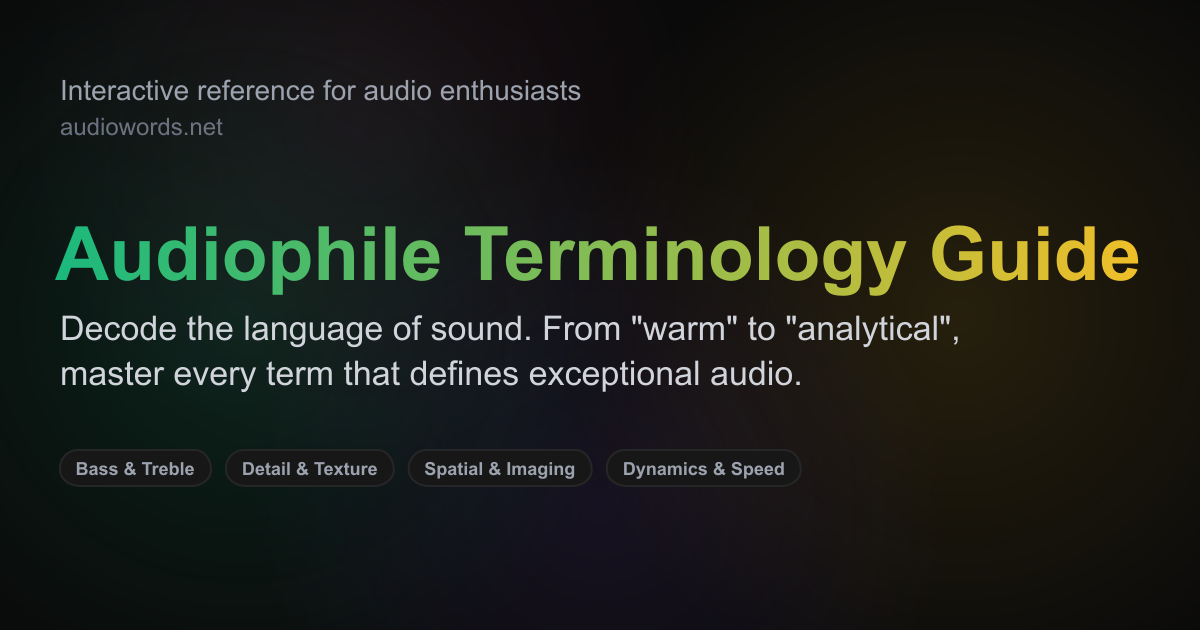 Interactive reference for audio enthusiasts
audiowords.net
Audiophile Terminology Guide
Decode the language of sound. From "warm" to "analytical",
master every term that defines exceptional audio.
Bass & Treble
Detail & Texture
Spatial & Imaging
Dynamics & Speed